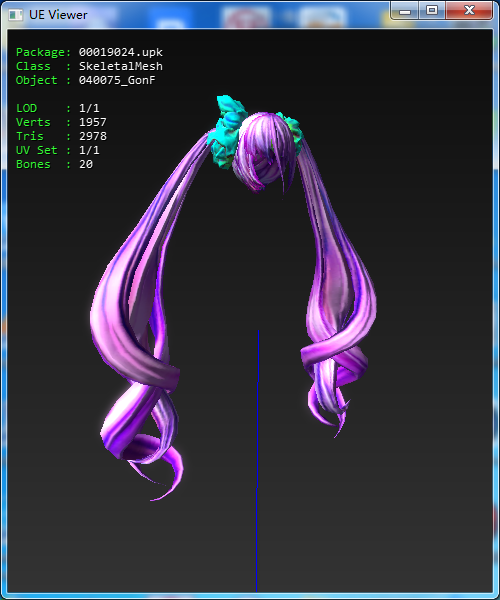 UE Viewer
Package: 00019024.upk
Class : SkeletalMesh
Object : 040075_GonF
LOD : 1/1
Verts : 1957
Tris : 2978
UV Set : 1/1
Bones : 20